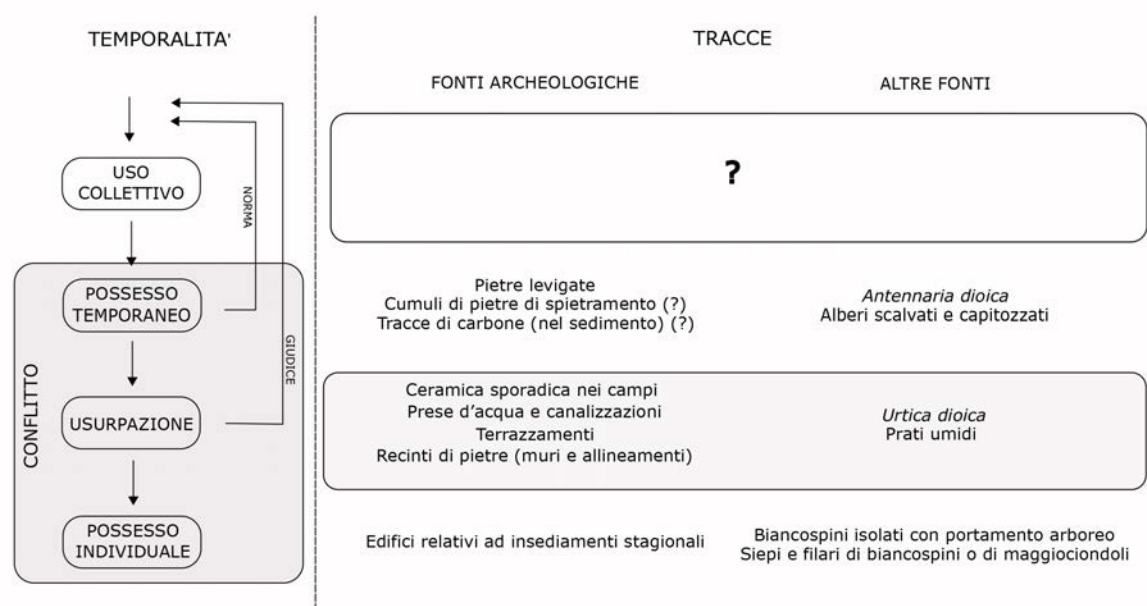 TEMPORALITA'
TRACCE
FONTI ARCHEOLOGICHE
ALTRE FONTI
USO
COLLETTIVO
NORMA
GIUDICE
?
CONFLITTO
POSSESSO
TEMPORANEO
Pietre levigate
Cumuli di pietre di spietramento (?)
Tracce di carbone (nel sedimento) (?)
Antennaria dioica
Alberi scalvati e capitozzati
USURPAZIONE
Ceramica sporadica nei campi
Prese d'acqua e canalizzazioni
Terrazzamenti
Recinti di pietre (muri e allineamenti)
Urtica dioica
Prati umidi
POSSESSO
INDIVIDUALE
Edifici relativi ad insediamenti stagionali
Biancospini isolati con portamento arboreo
Siepi e filari di biancospini o di maggiociondoli